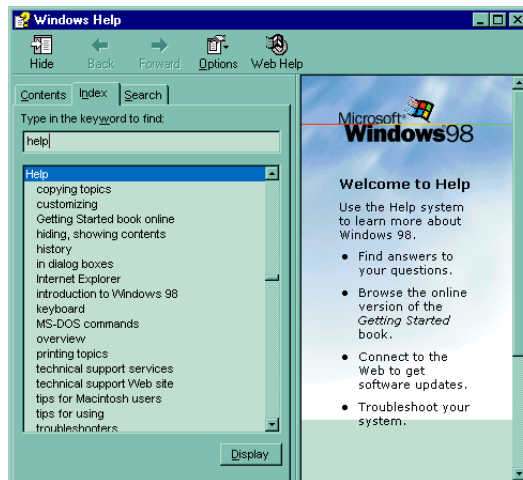 Windows Help
Hide Back Forward Options Web Help
Contents Index Search
Type in the keyword to find:
help
Help
copying topics
customizing
Getting Started book online
hiding, showing contents
history
in dialog boxes
Internet Explorer
introduction to Windows 98
keyboard
MS-DOS commands
overview
printing topics
technical support services
technical support Web site
tips for Macintosh users
tips for using
troubleshooters
Display
Microsoft
Windows98
Welcome to Help
Use the Help system
to learn more about
Windows 98.
• Find answers to
your questions.
• Browse the online
version of the
Getting Started
book.
• Connect to the
Web to get
software updates.
• Troubleshoot your
system.